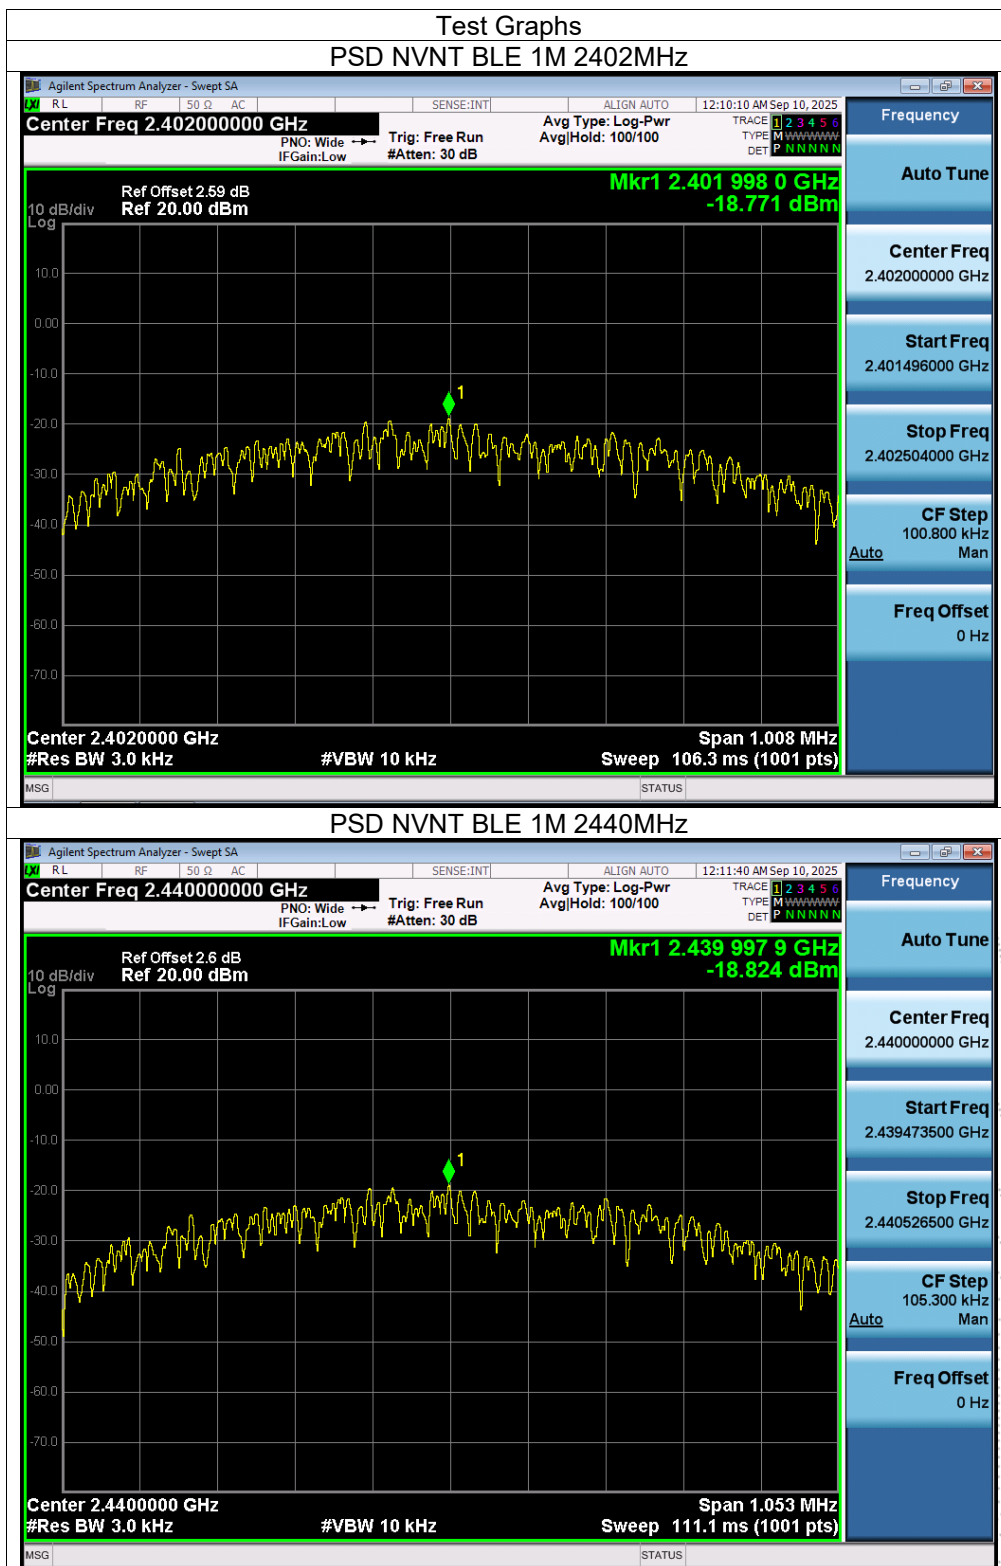 Test Graphs
PSD NVNT BLE 1M 2402MHz
Agilent Spectrum Analyzer - Swept SA
LXI RL RF 50 Ω AC SENSE:INT ALIGN AUTO 12:10:10 AM Sep 10, 2025
Center Freq 2.402000000 GHz
PNO: Wide
IFGain:Low
Trig: Free Run
#Atten: 30 dB
Avg Type: Log-Pwr
Avg|Hold: 100/100
TRACE 1 2 3 4 5 6
TYPE M WWWWW
DET P N N N N N
Frequency
Ref Offset 2.59 dB
10 dB/div Ref 20.00 dBm
Log
Mkr1 2.401 998 0 GHz
-18.771 dBm
10.0
0.00
-10.0
-20.0
-30.0
-40.0
-50.0
-60.0
-70.0
1
Center 2.4020000 GHz
#Res BW 3.0 kHz
#VBW 10 kHz
Span 1.008 MHz
Sweep 106.3 ms (1001 pts)
MSG STATUS
Auto Tune
Center Freq
2.402000000 GHz
Start Freq
2.401496000 GHz
Stop Freq
2.402504000 GHz
CF Step
100.800 kHz
Auto Man
Freq Offset
0 Hz
PSD NVNT BLE 1M 2440MHz
Agilent Spectrum Analyzer - Swept SA
LXI RL RF 50 Ω AC SENSE:INT ALIGN AUTO 12:11:40 AM Sep 10, 2025
Center Freq 2.440000000 GHz
PNO: Wide
IFGain:Low
Trig: Free Run
#Atten: 30 dB
Avg Type: Log-Pwr
Avg|Hold: 100/100
TRACE 1 2 3 4 5 6
TYPE M WWWWW
DET P N N N N N
Frequency
Ref Offset 2.6 dB
10 dB/div Ref 20.00 dBm
Log
Mkr1 2.439 997 9 GHz
-18.824 dBm
10.0
0.00
-10.0
-20.0
-30.0
-40.0
-50.0
-60.0
-70.0
1
Center 2.4400000 GHz
#Res BW 3.0 kHz
#VBW 10 kHz
Span 1.053 MHz
Sweep 111.1 ms (1001 pts)
MSG STATUS
Auto Tune
Center Freq
2.440000000 GHz
Start Freq
2.439473500 GHz
Stop Freq
2.440526500 GHz
CF Step
105.300 kHz
Auto Man
Freq Offset
0 Hz